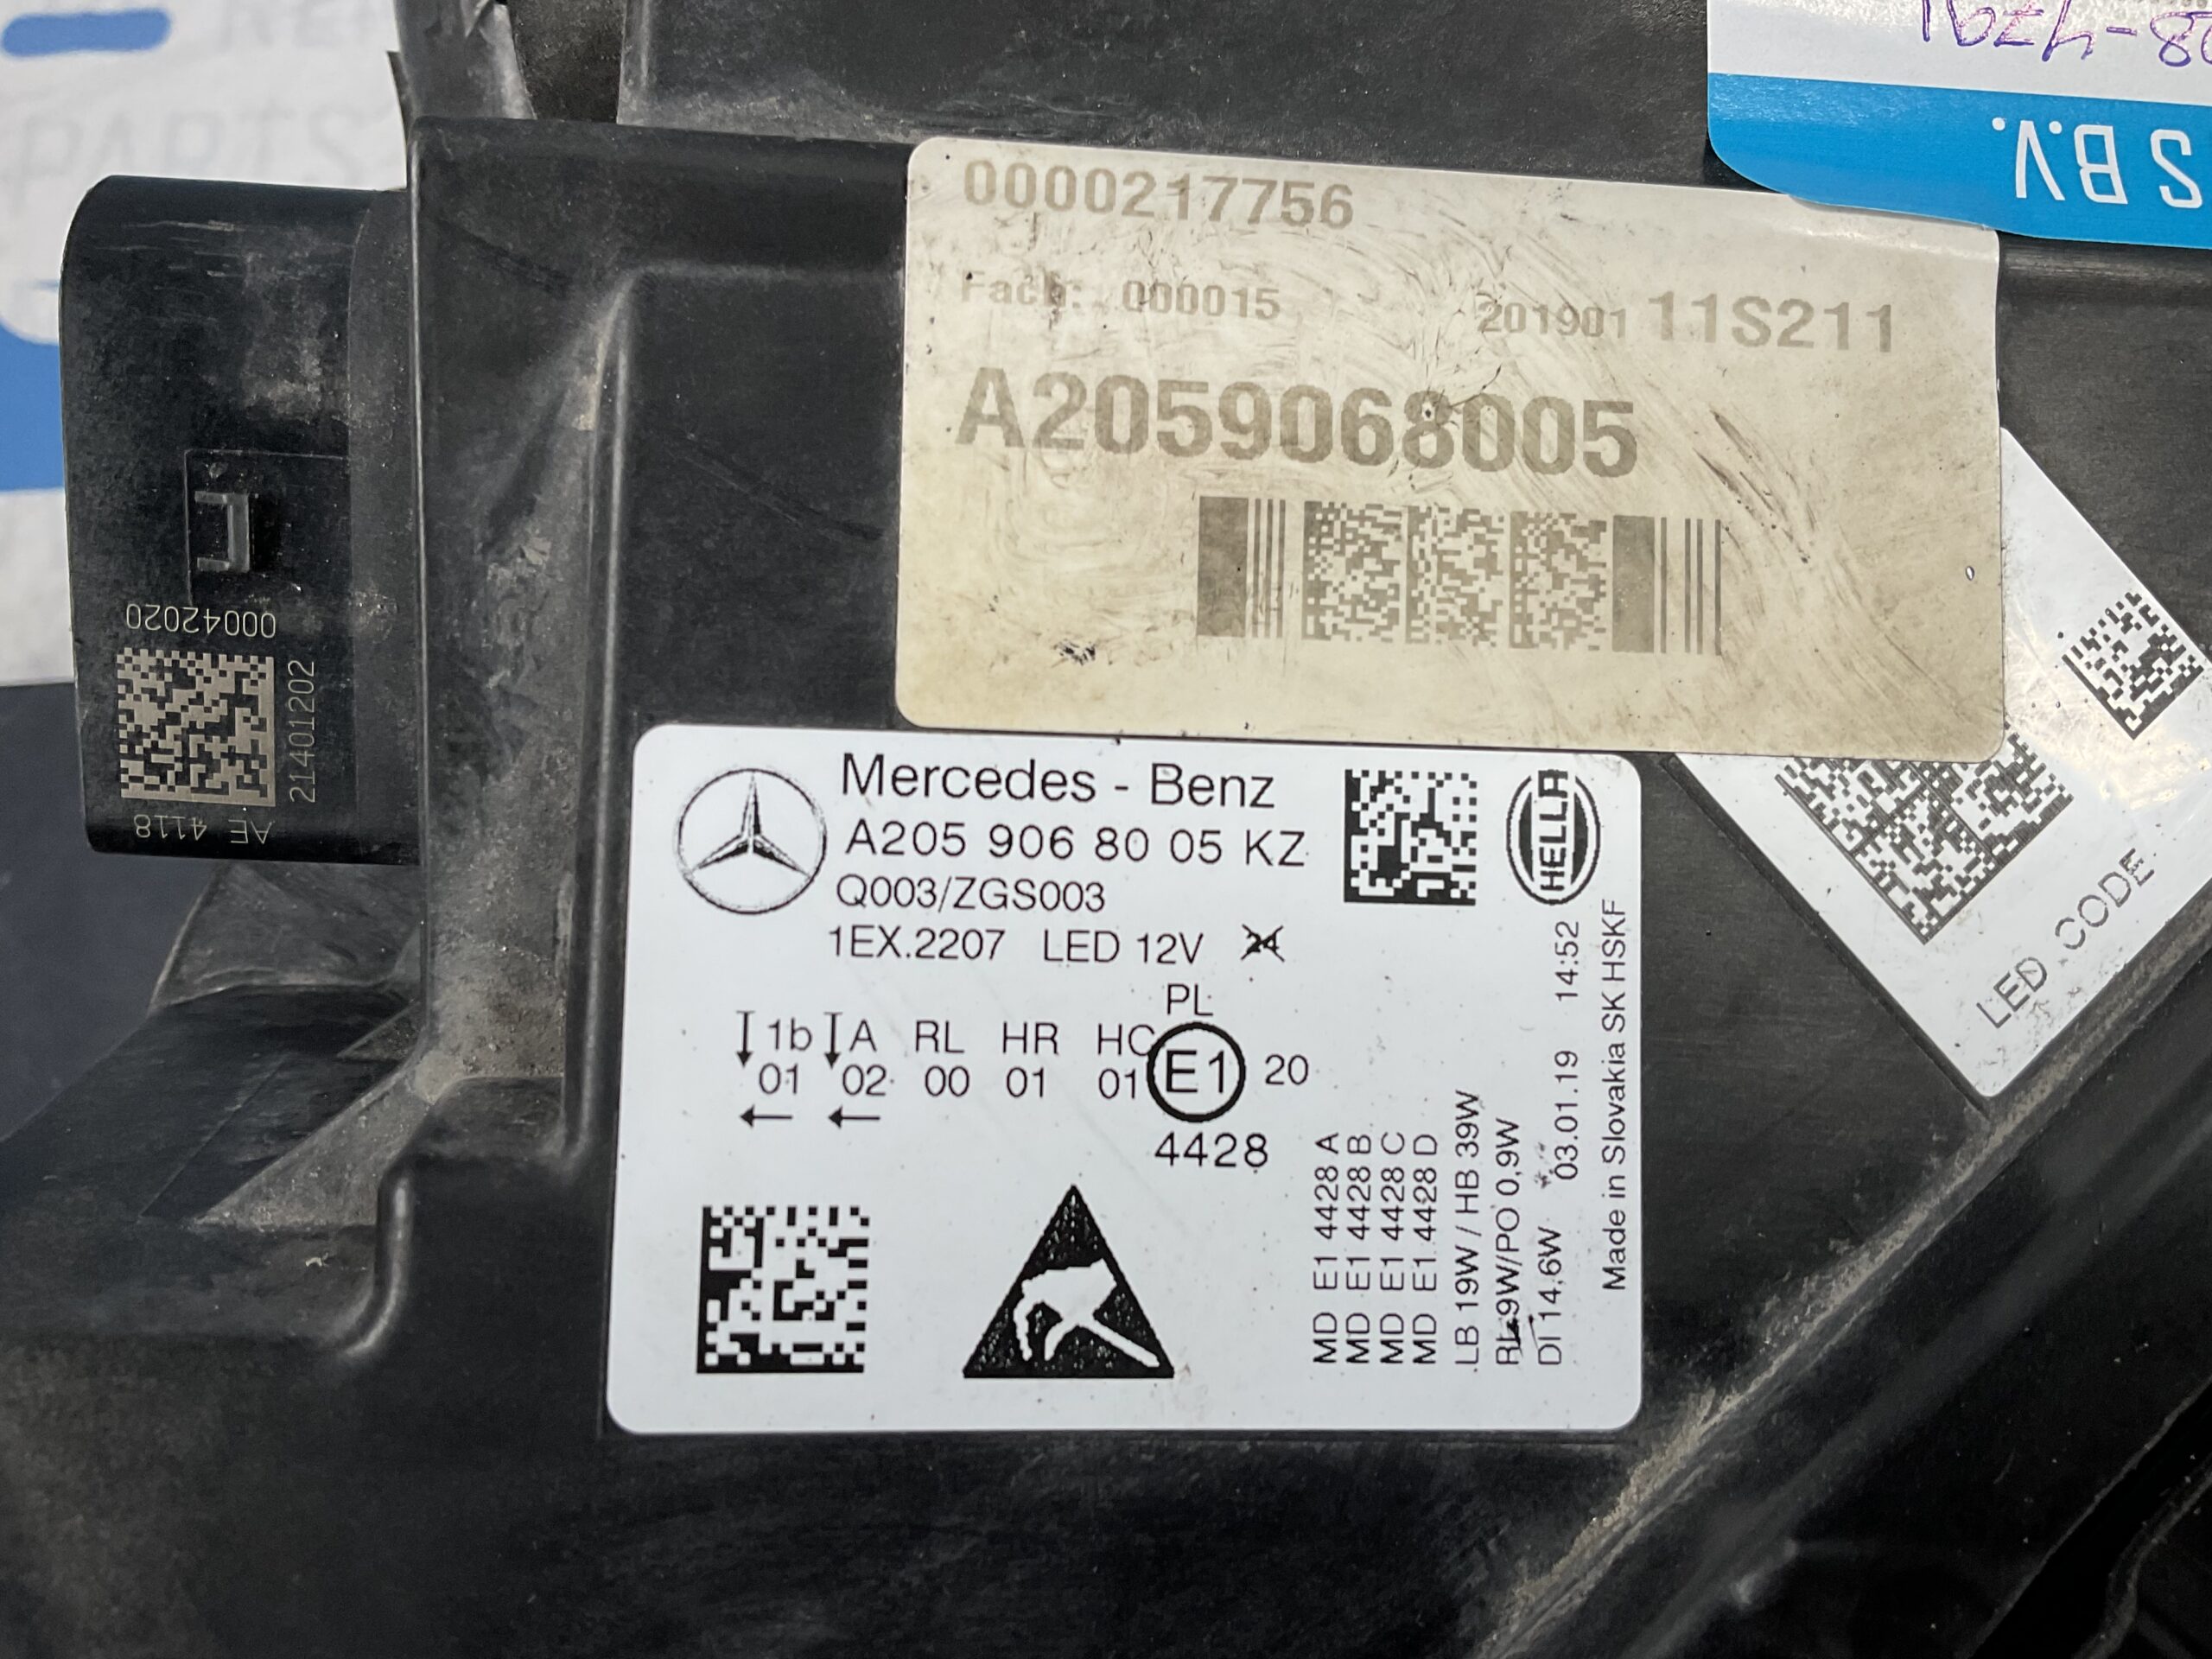 PARTS
S B.V.
0000217756
Fach: 000015
201901 11S211
A2059068005
00042020
21401202
AE 4118
Mercedes - Benz
A205 906 80 05 KZ
Q003/ZGS003
1EX.2207 LED 12V 24
HELLA
PL
1b A RL HR HC E1 20
01 02 00 01 01
4428
MD E1 4428 A
MD E1 4428 B
MD E1 4428 C
MD E1 4428 D
LB 19W / HB 39W
RL 9W/PO 0,9W
DI 14,6W 03.01.19 14:52
Made in Slovakia SK HSKF
LED CODE